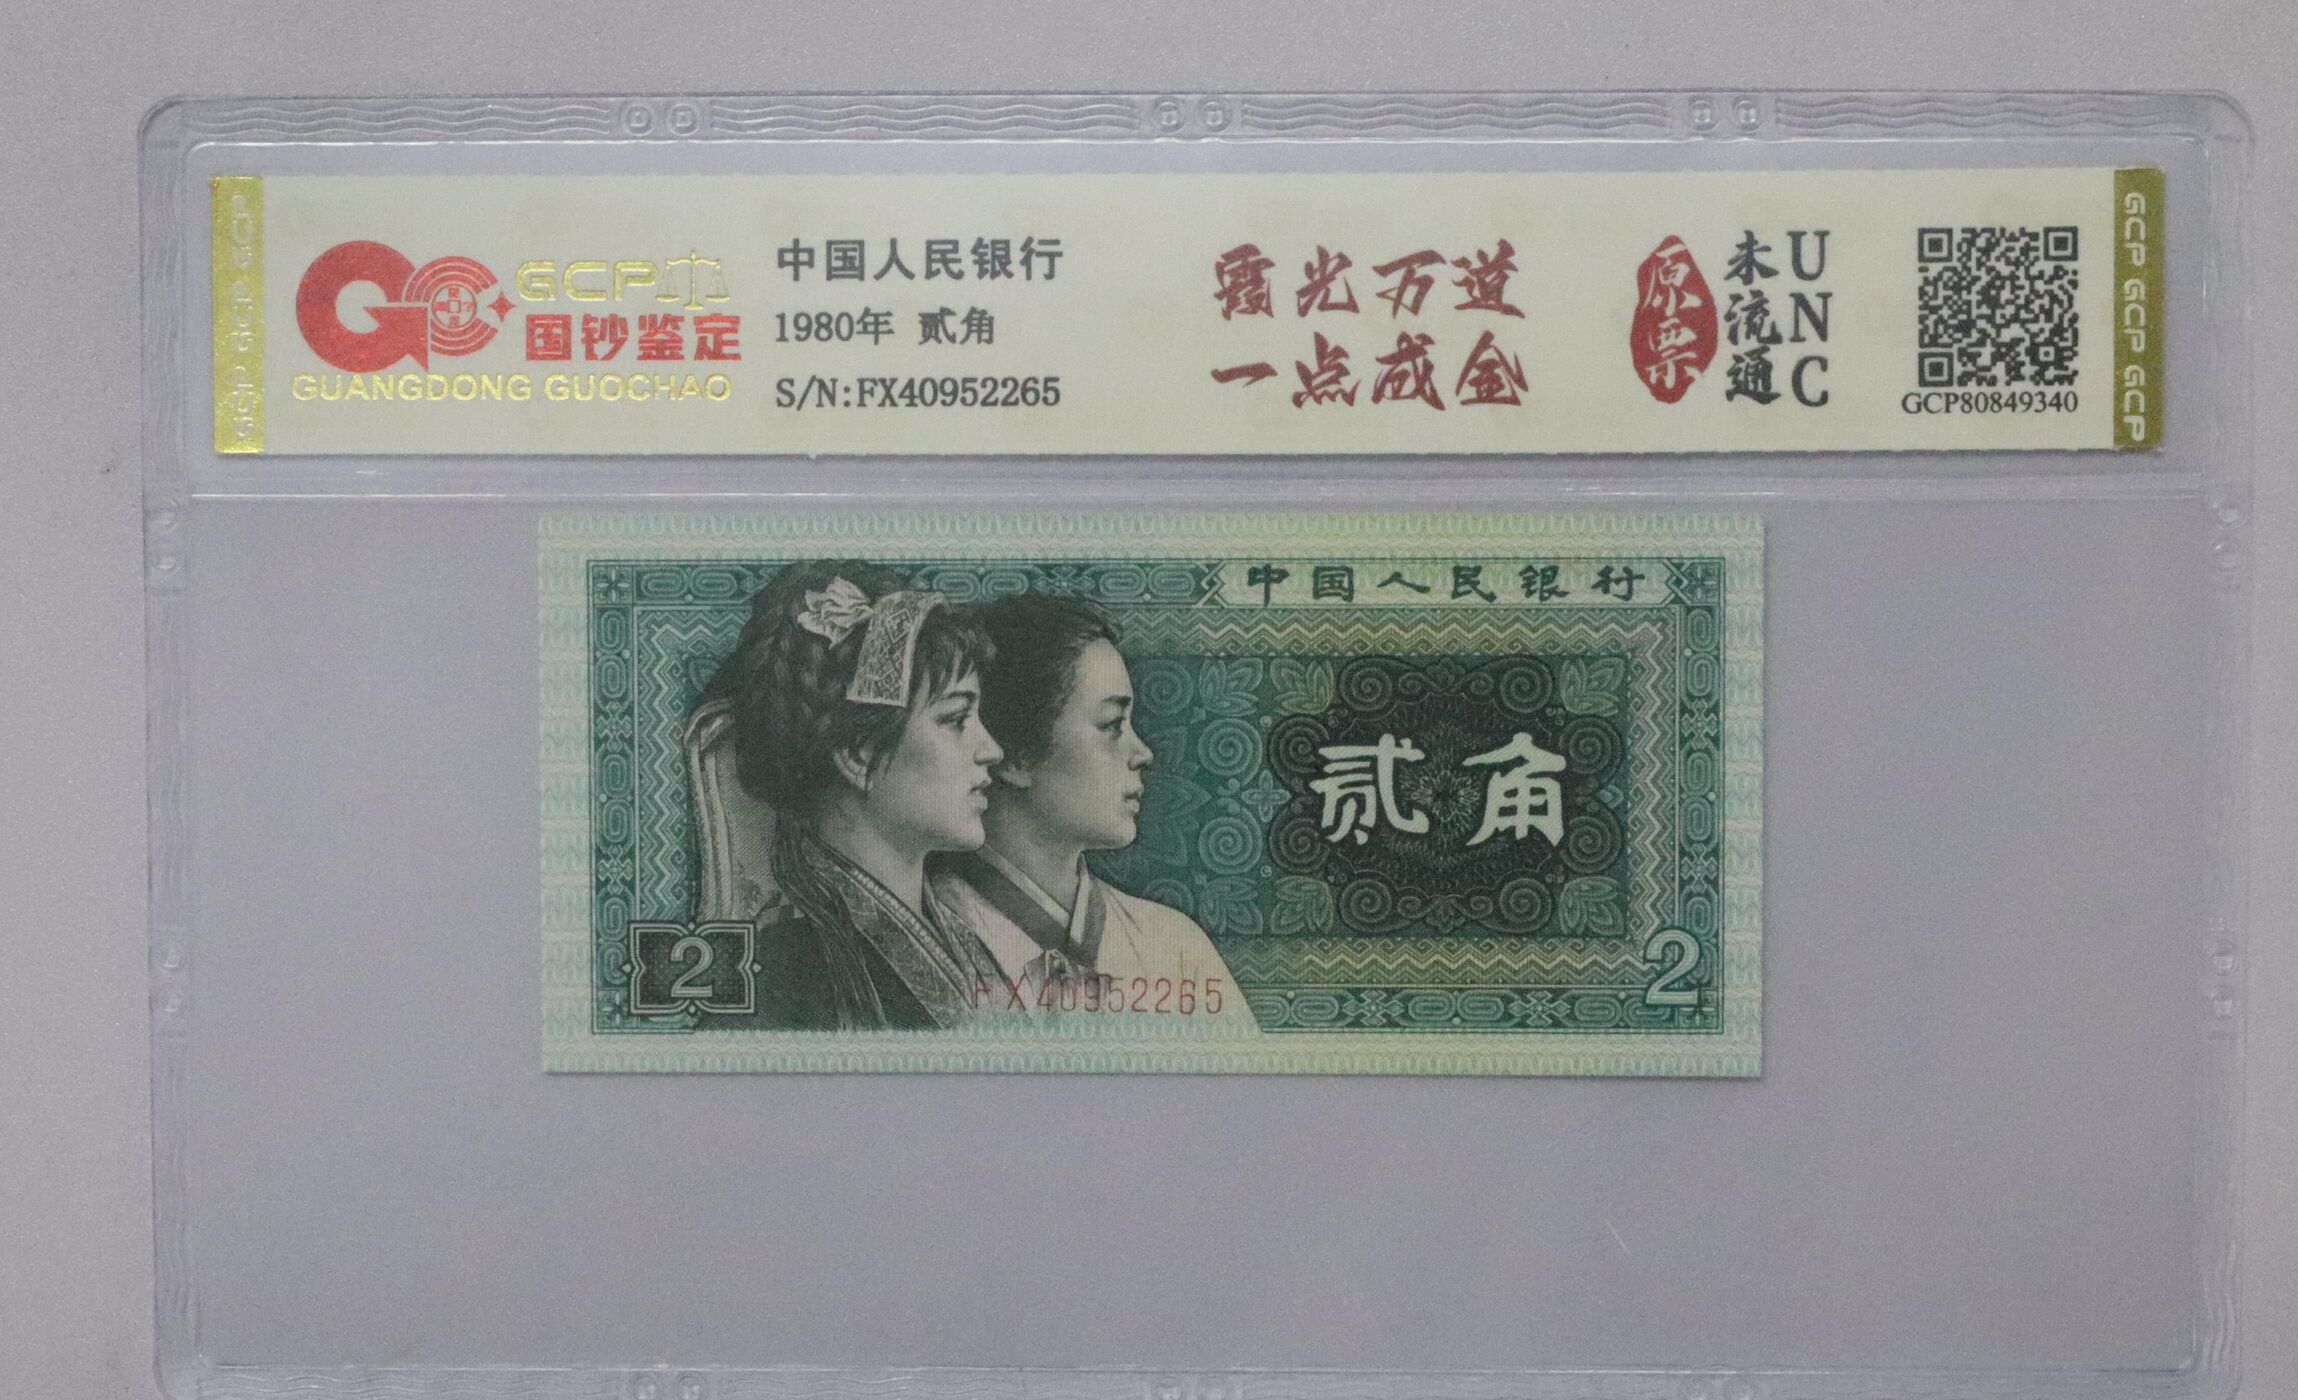 GCP
国钞鉴定
GUANGDONG GUOCHAO
中国人民银行
1980年 贰角
S/N:FX40952265
霞光万道
一点成金
原票
未流通
UNC
GCP80849340
GCP GCP GCP
GCP GCP GCP
中国人民银行
贰角
2
FX40952265
2